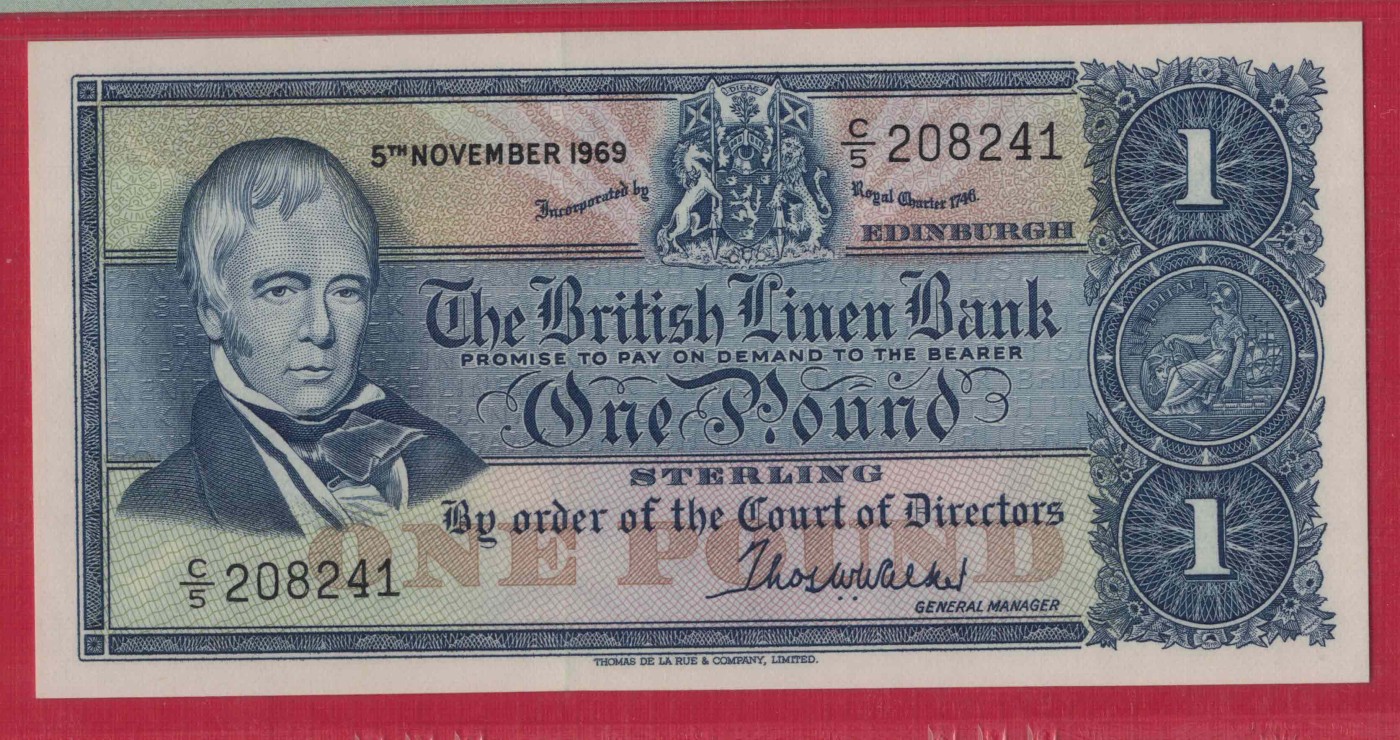 5TH NOVEMBER 1969
C/5 208241
Incorporated by
Royal Charter 1746.
EDINBURGH
1
The British Linen Bank
PROMISE TO PAY ON DEMAND TO THE BEARER
One Pound
STERLING
By order of the Court of Directors
ONE POUND
C/5 208241
Thos W Walker
GENERAL MANAGER
1
THOMAS DE LA RUE & COMPANY, LIMITED.